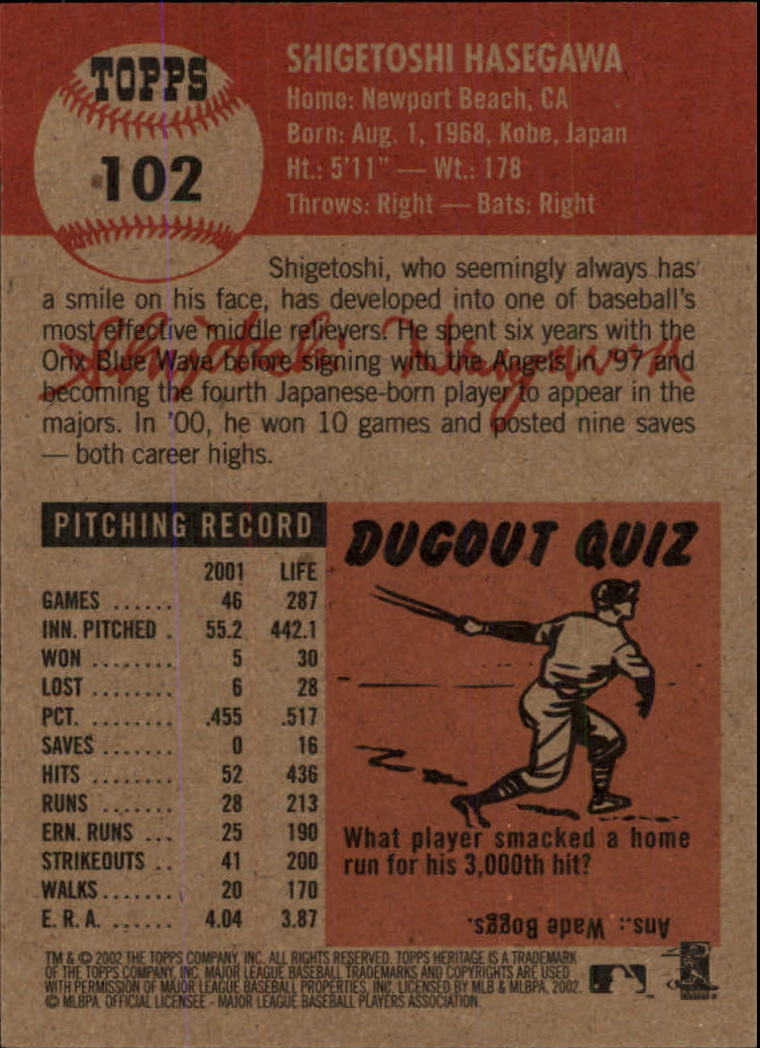 TOPPS
102
SHIGETOSHI HASEGAWA
Home: Newport Beach, CA
Born: Aug. 1, 1968, Kobe, Japan
Ht.: 5'11" — Wt.: 178
Throws: Right — Bats: Right
Shigetoshi, who seemingly always has
a smile on his face, has developed into one of baseball's
most effective middle relievers. He spent six years with the
Orix Blue Wave before signing with the Angels in '97 and
becoming the fourth Japanese-born player to appear in the
majors. In '00, he won 10 games and posted nine saves
— both career highs.
PITCHING RECORD
2001 LIFE
GAMES ...... 46 287
INN. PITCHED . 55.2 442.1
WON ........ 5 30
LOST ........ 6 28
PCT. ........ .455 .517
SAVES ....... 0 16
HITS ........ 52 436
RUNS ....... 28 213
ERN. RUNS ... 25 190
STRIKEOUTS .. 41 200
WALKS....... 20 170
E. R. A. ...... 4.04 3.87
DUGOUT QUIZ
What player smacked a home
run for his 3,000th hit?
Ans.: Wade Boggs.
TM & © 2002 THE TOPPS COMPANY, INC. ALL RIGHTS RESERVED. TOPPS HERITAGE IS A TRADEMARK
OF THE TOPPS COMPANY, INC. MAJOR LEAGUE BASEBALL TRADEMARKS AND COPYRIGHTS ARE USED
WITH PERMISSION OF MAJOR LEAGUE BASEBALL PROPERTIES, INC. LICENSED BY MLB & MLBPA, 2002.
© MLBPA. OFFICIAL LICENSEE - MAJOR LEAGUE BASEBALL PLAYERS ASSOCIATION.